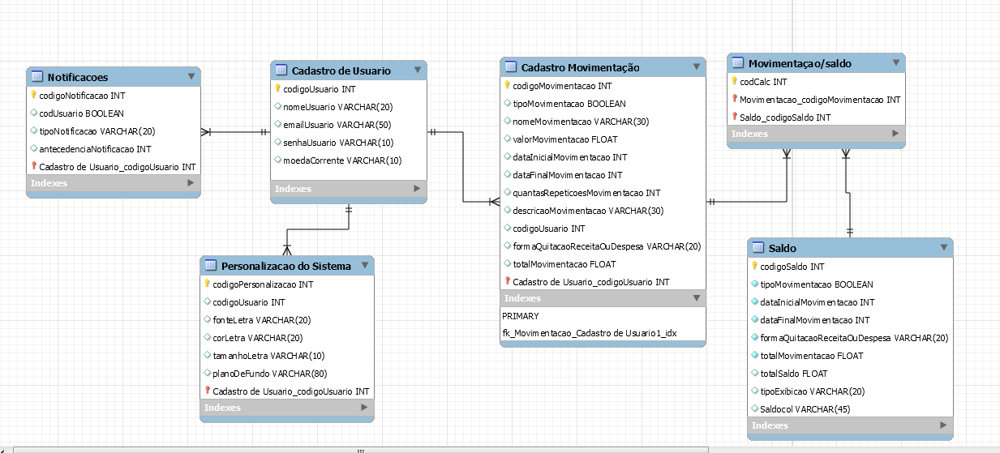 Notificacoes
codigoNotificacao INT
codUsuario BOOLEAN
tipoNotificacao VARCHAR(20)
antecedenciaNotificacao INT
Cadastro de Usuario_codigoUsuario INT
Indexes
Cadastro de Usuario
codigoUsuario INT
nomeUsuario VARCHAR(20)
emailUsuario VARCHAR(50)
senhaUsuario VARCHAR(10)
moedaCorrente VARCHAR(10)
Indexes
Personalizacao do Sistema
codigoPersonalizacao INT
codigoUsuario INT
fonteLetra VARCHAR(20)
corLetra VARCHAR(20)
tamanhoLetra VARCHAR(10)
planoDeFundo VARCHAR(80)
Cadastro de Usuario_codigoUsuario INT
Indexes
Cadastro Movimentação
codigoMovimentacao INT
tipoMovimentacao BOOLEAN
nomeMovimentacao VARCHAR(30)
valorMovimentacao FLOAT
dataInicialMovimentacao INT
dataFinalMovimentacao INT
quantasRepeticoesMovimentacao INT
descricaoMovimentacao VARCHAR(30)
codigoUsuario INT
formaQuitacaoReceitaOuDespesa VARCHAR(20)
totalMovimentacao FLOAT
Cadastro de Usuario_codigoUsuario INT
Indexes
PRIMARY
fk_Movimentacao_Cadastro de Usuario1_idx
Movimentaçao/saldo
codCalc INT
Movimentacao_codigoMovimentacao INT
Saldo_codigoSaldo INT
Indexes
Saldo
codigoSaldo INT
tipoMovimentacao BOOLEAN
dataInicialMovimentacao INT
dataFinalMovimentacao INT
formaQuitacaoReceitaOuDespesa VARCHAR(20)
totalMovimentacao FLOAT
totalSaldo FLOAT
tipoExibicao VARCHAR(20)
Saldocol VARCHAR(45)
Indexes